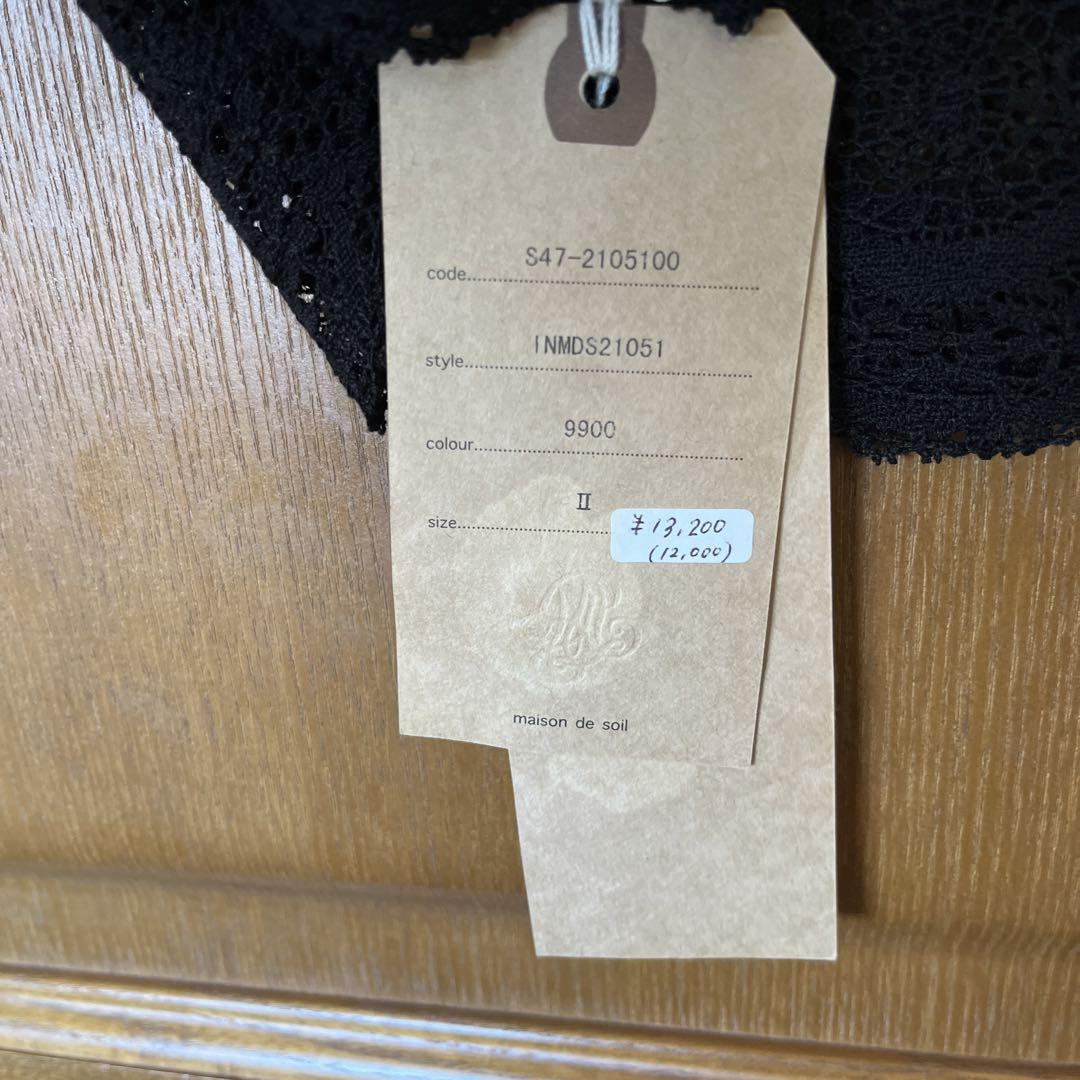 code S47-2105100
style INMDS21051
colour 9900
size II
¥13,200
(12,000)
maison de soil